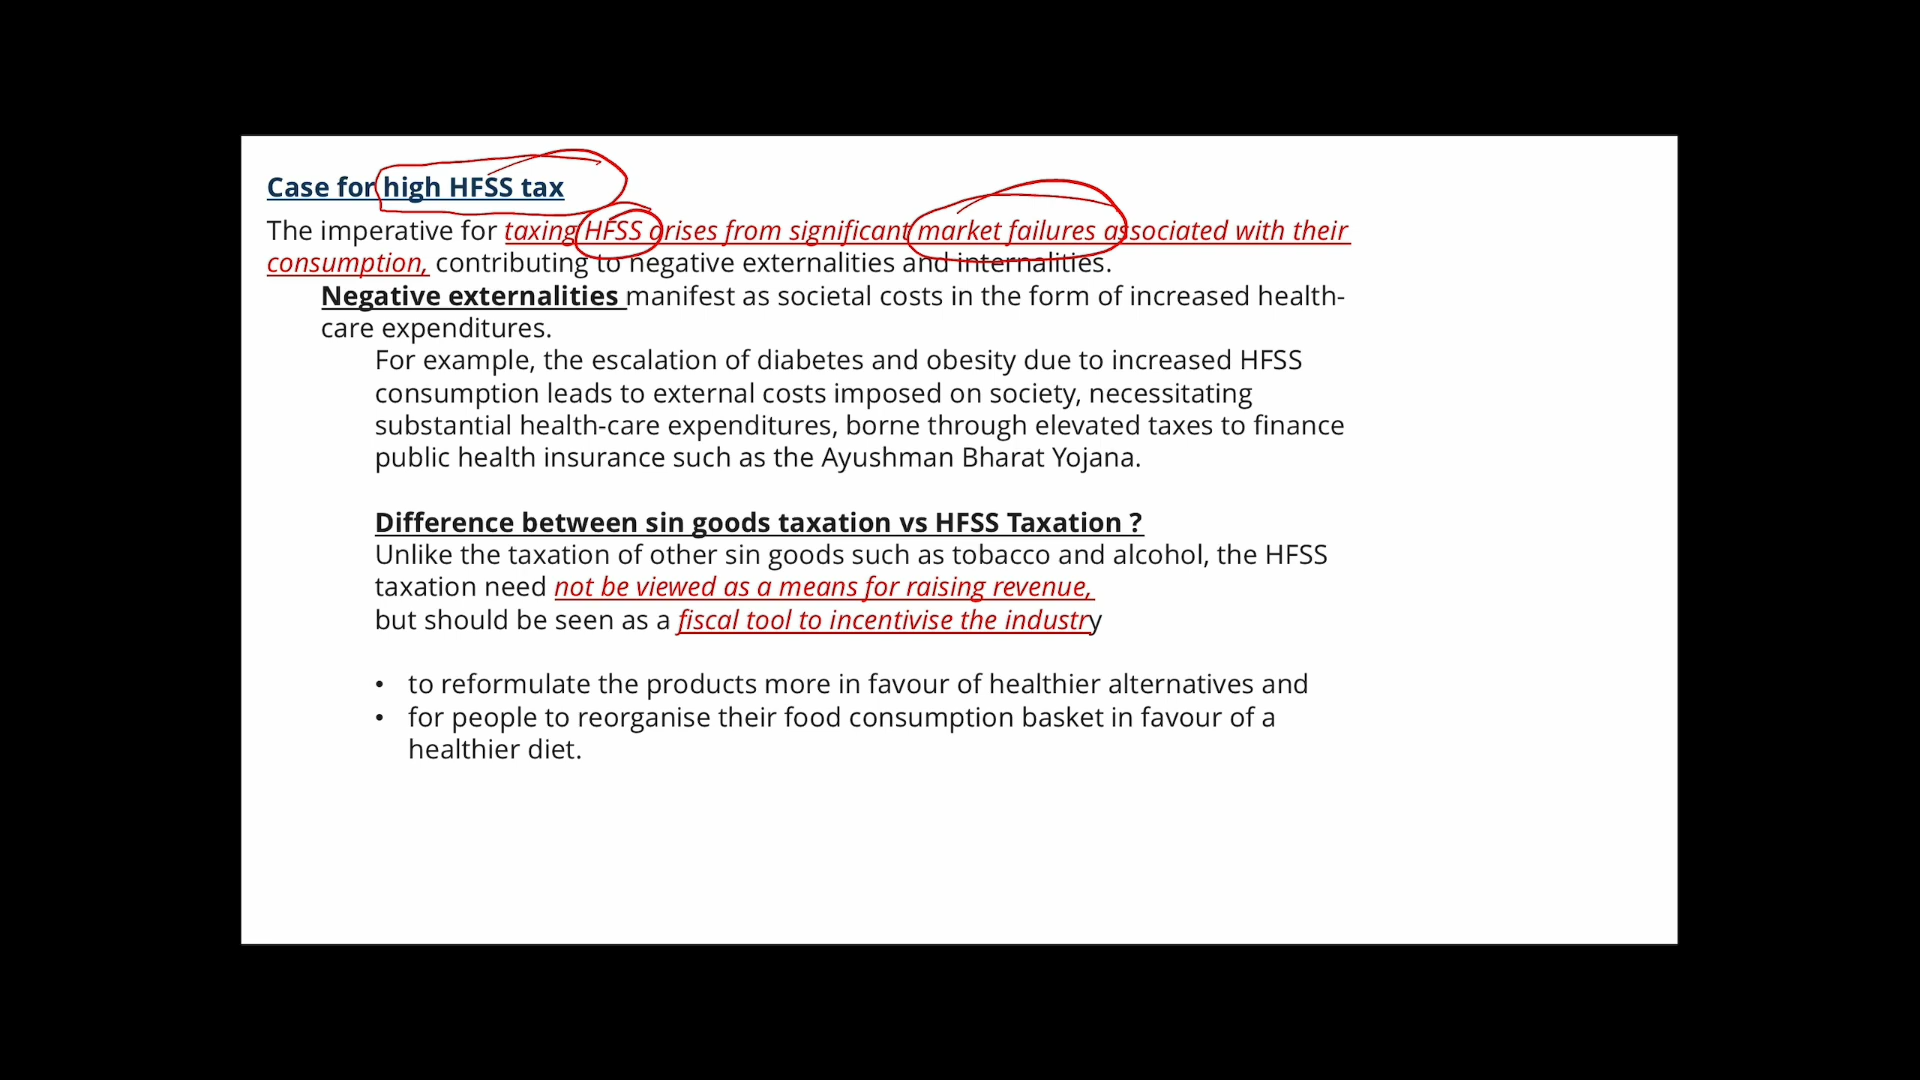 Case for high HFSS tax
The imperative for taxing HFSS arises from significant market failures associated with their
consumption, contributing to negative externalities and internalities.
Negative externalities manifest as societal costs in the form of increased health-
care expenditures.
For example, the escalation of diabetes and obesity due to increased HFSS
consumption leads to external costs imposed on society, necessitating
substantial health-care expenditures, borne through elevated taxes to finance
public health insurance such as the Ayushman Bharat Yojana.
Difference between sin goods taxation vs HFSS Taxation ?
Unlike the taxation of other sin goods such as tobacco and alcohol, the HFSS
taxation need not be viewed as a means for raising revenue,
but should be seen as a fiscal tool to incentivise the industry
• to reformulate the products more in favour of healthier alternatives and
• for people to reorganise their food consumption basket in favour of a
healthier diet.